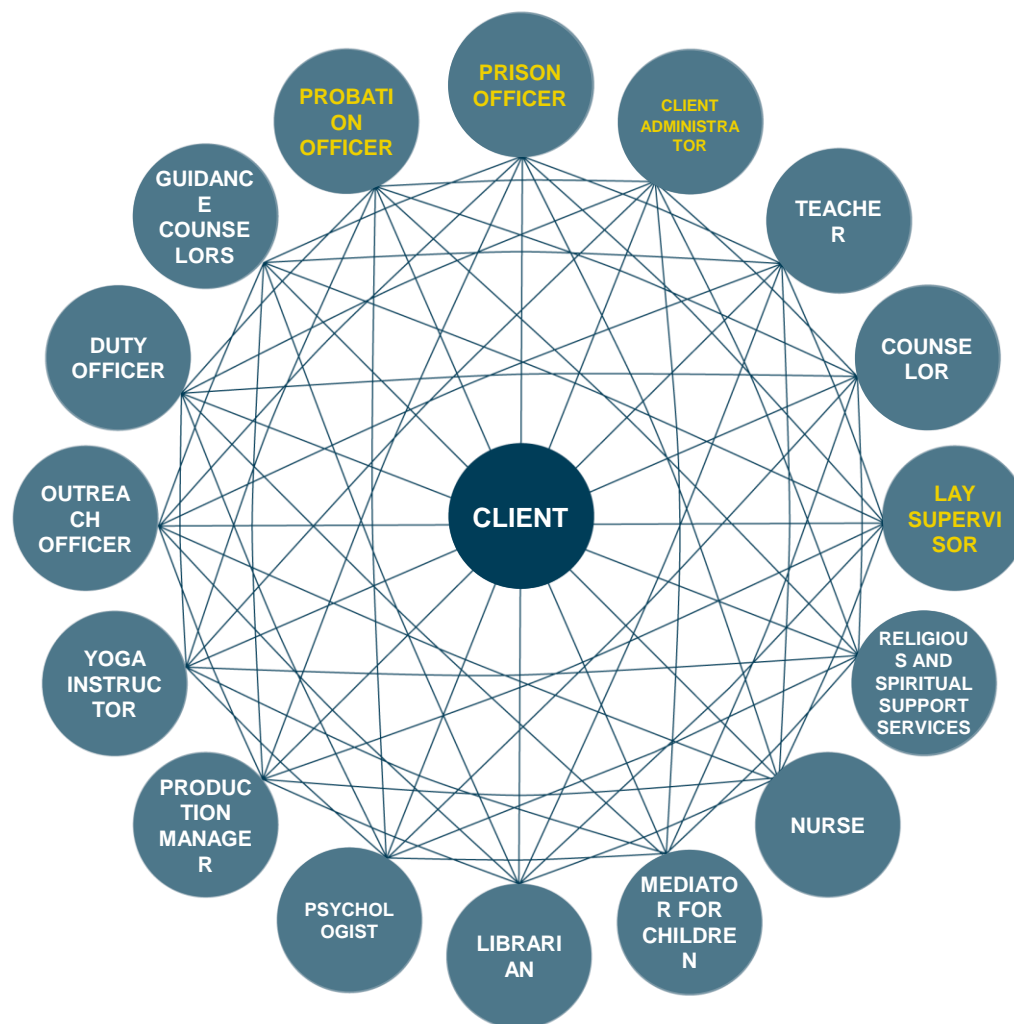 PRISON
OFFICER
CLIENT
ADMINISTRA
TOR
TEACHE
R
COUNSE
LOR
LAY
SUPERVI
SOR
RELIGIOU
S AND
SPIRITUAL
SUPPORT
SERVICES
NURSE
MEDIATO
R FOR
CHILDRE
N
LIBRARI
AN
PSYCHOL
OGIST
PRODUC
TION
MANAGE
R
YOGA
INSTRUC
TOR
OUTREA
CH
OFFICER
DUTY
OFFICER
GUIDANC
E
COUNSE
LORS
PROBATI
ON
OFFICER
CLIENT